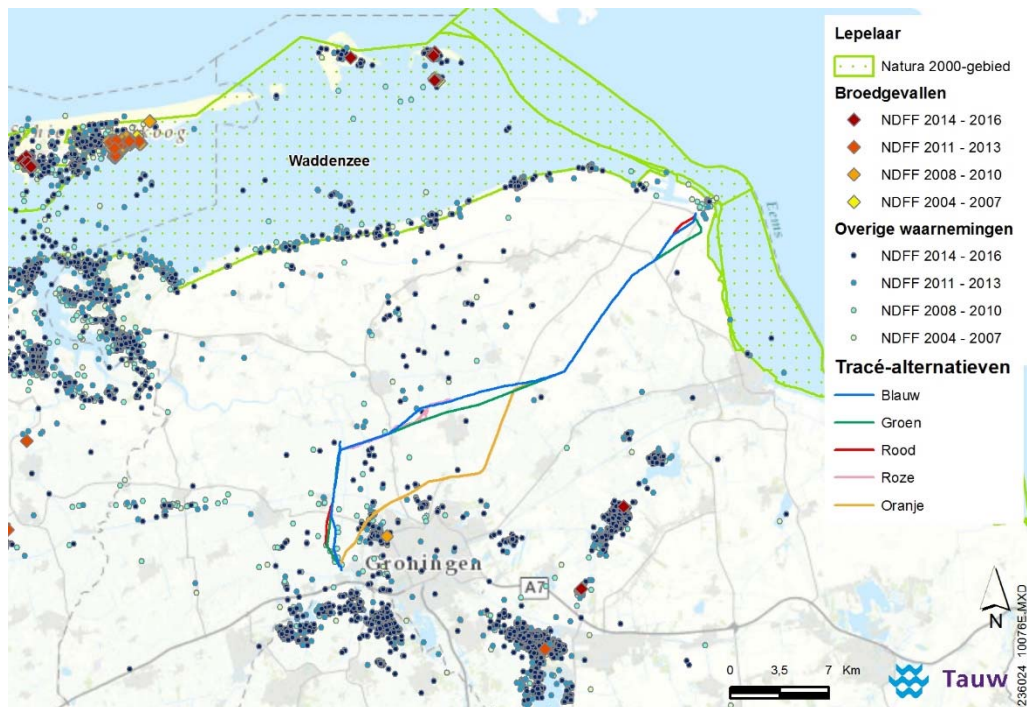 Lepelaar
Natura 2000-gebied
Broedgevallen
NDFF 2014 - 2016
NDFF 2011 - 2013
NDFF 2008 - 2010
NDFF 2004 - 2007
Overige waarnemingen
NDFF 2014 - 2016
NDFF 2011 - 2013
NDFF 2008 - 2010
NDFF 2004 - 2007
Tracé-alternatieven
Blauw
Groen
Rood
Roze
Oranje
Waddenzee
Eems
Groningen
A7
N
0 3,5 7 Km
Tauw
236024 10076E.MXD